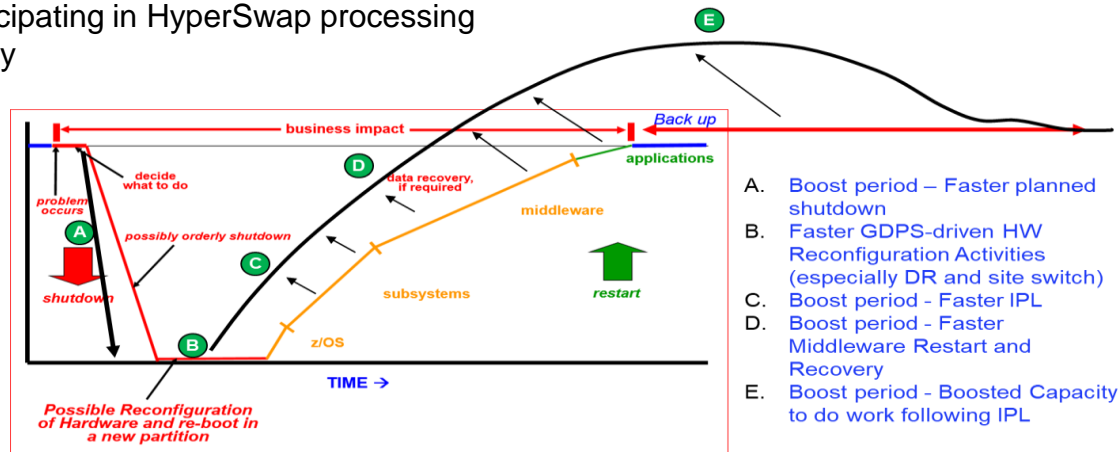 cipating in HyperSwap processing
y
E
business impact
Back up
applications
decide
what to do
D
data recovery,
if required
problem
occurs
middleware
A
possibly orderly shutdown
C
subsystems
shutdown
restart
B
z/OS
TIME →
Possible Reconfiguration
of Hardware and re-boot in
a new partition
A. Boost period – Faster planned
shutdown
B. Faster GDPS-driven HW
Reconfiguration Activities
(especially DR and site switch)
C. Boost period - Faster IPL
D. Boost period - Faster
Middleware Restart and
Recovery
E. Boost period - Boosted Capacity
to do work following IPL